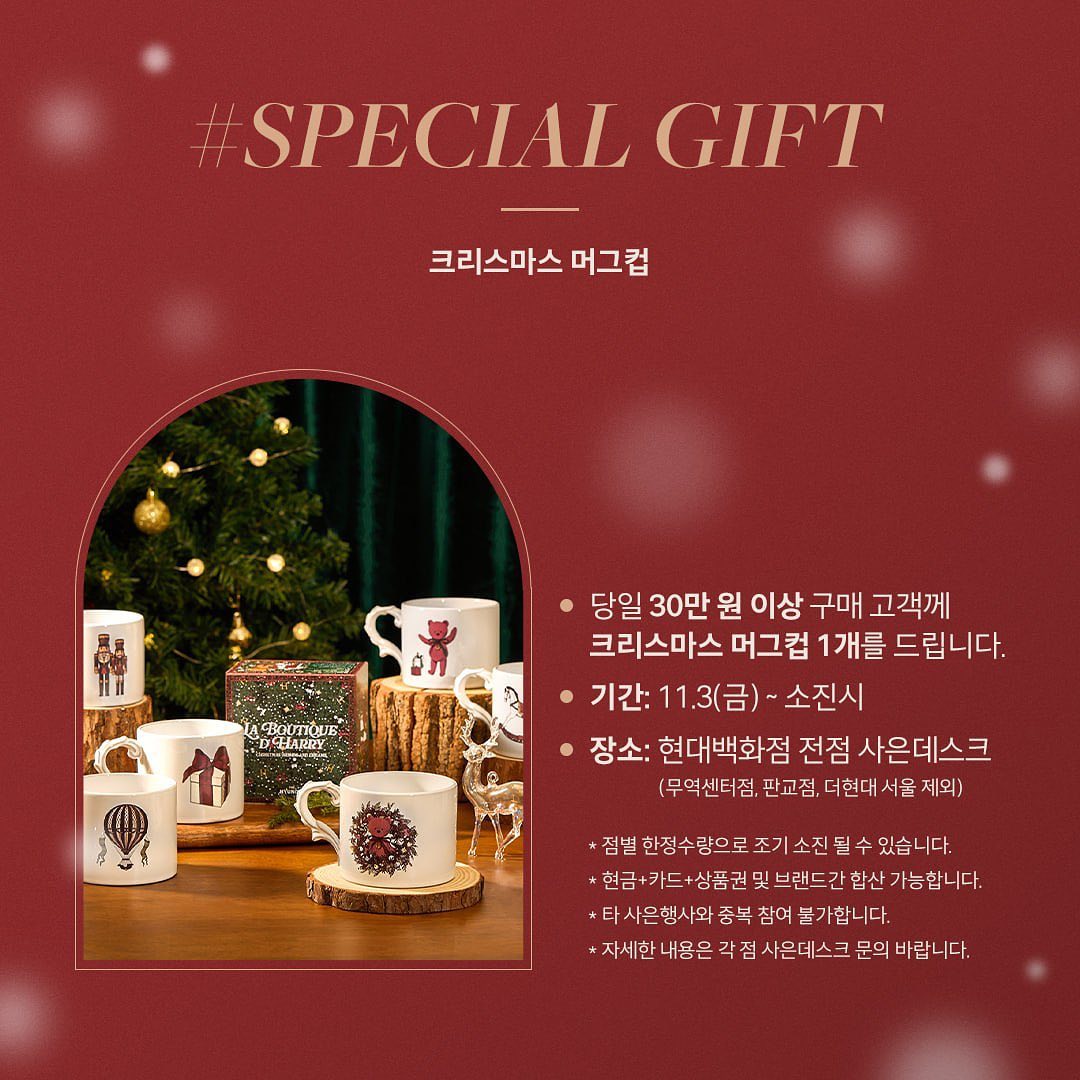 #SPECIAL GIFT
크리스마스 머그컵
LA BOUTIQUE
D'HARRY
당일 30만 원 이상 구매 고객께
크리스마스 머그컵 1개를 드립니다.
기간: 11.3(금) ~ 소진시
장소: 현대백화점 전점 사은데스크
(무역센터점, 판교점, 더현대 서울 제외)
* 점별 한정수량으로 조기 소진 될 수 있습니다.
* 현금+카드+상품권 및 브랜드간 합산 가능합니다.
* 타 사은행사와 중복 참여 불가합니다.
* 자세한 내용은 각 점 사은데스크 문의 바랍니다.